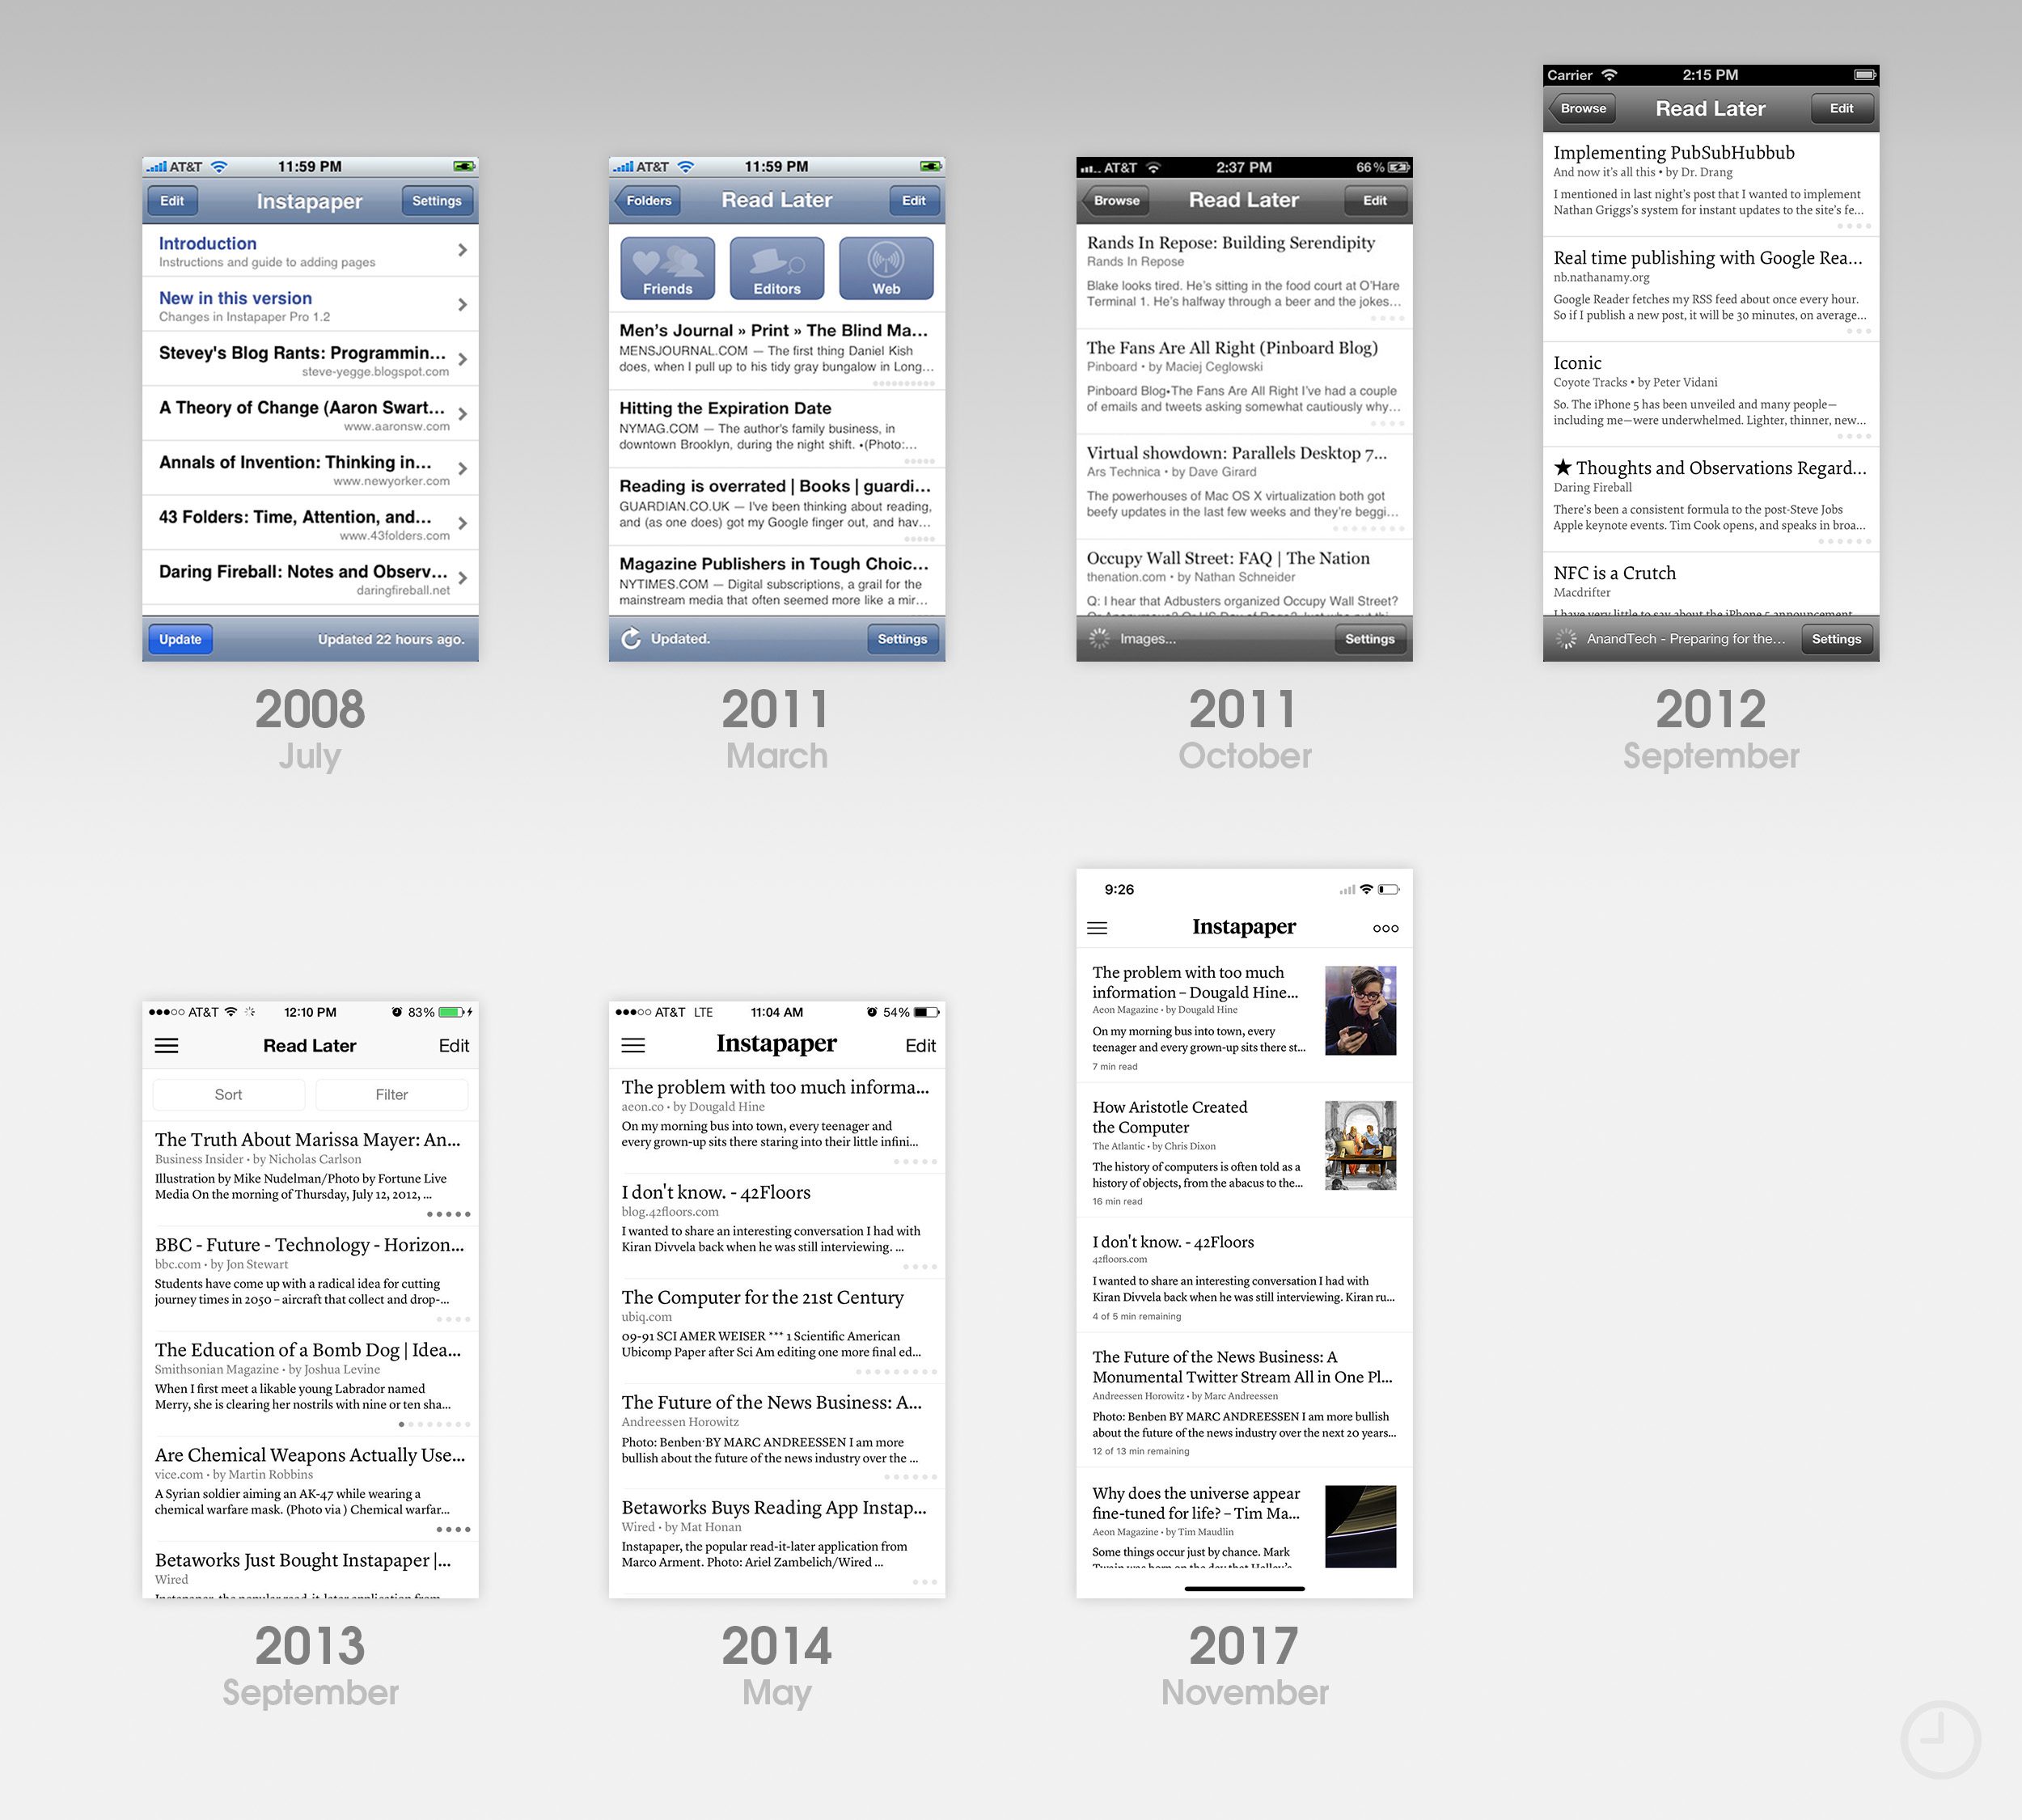 AT&T 11:59 PM
Edit Instapaper Settings
Introduction
Instructions and guide to adding pages
New in this version
Changes in Instapaper Pro 1.2
Stevey's Blog Rants: Programmin...
steve-yegge.blogspot.com
A Theory of Change (Aaron Swart...
www.aaronsw.com
Annals of Invention: Thinking in...
www.newyorker.com
43 Folders: Time, Attention, and...
www.43folders.com
Daring Fireball: Notes and Observ...
daringfireball.net
Update Updated 22 hours ago.
2008
July
AT&T 11:59 PM
Folders Read Later Edit
Friends Editors Web
Men's Journal » Print » The Blind Ma...
MENSJOURNAL.COM — The first thing Daniel Kish
does, when I pull up to his tidy gray bungalow in Long...
Hitting the Expiration Date
NYMAG.COM — The author's family business, in
downtown Brooklyn, during the night shift. •(Photo:...
Reading is overrated | Books | guardi...
GUARDIAN.CO.UK — I've been thinking about reading,
and (as one does) got my Google finger out, and hav...
Magazine Publishers in Tough Choic...
NYTIMES.COM — Digital subscriptions, a grail for the
mainstream media that often seemed more like a mir...
Updated. Settings
2011
March
AT&T 2:37 PM 66%
Browse Read Later Edit
Rands In Repose: Building Serendipity
Rands In Repose
Blake looks tired. He's sitting in the food court at O'Hare
Terminal 1. He's halfway through a beer and the jokes...
The Fans Are All Right (Pinboard Blog)
Pinboard • by Maciej Ceglowski
Pinboard Blog•The Fans Are All Right I've had a couple
of emails and tweets asking somewhat cautiously why...
Virtual showdown: Parallels Desktop 7...
Ars Technica • by Dave Girard
The powerhouses of Mac OS X virtualization both got
beefy updates in the last few weeks and they're beggi...
Occupy Wall Street: FAQ | The Nation
thenation.com • by Nathan Schneider
Q: I hear that Adbusters organized Occupy Wall Street?
Images... Settings
2011
October
Carrier 2:15 PM
Browse Read Later Edit
Implementing PubSubHubbub
And now it's all this • by Dr. Drang
I mentioned in last night's post that I wanted to implement
Nathan Griggs's system for instant updates to the site's fe...
Real time publishing with Google Rea...
nb.nathanamy.org
Google Reader fetches my RSS feed about once every hour.
So if I publish a new post, it will be 30 minutes, on average...
Iconic
Coyote Tracks • by Peter Vidani
So. The iPhone 5 has been unveiled and many people—
including me—were underwhelmed. Lighter, thinner, new...
★ Thoughts and Observations Regard...
Daring Fireball
There's been a consistent formula to the post-Steve Jobs
Apple keynote events. Tim Cook opens, and speaks in broa...
NFC is a Crutch
Macdrifter
I have very little to say about the iPhone 5 announcement
AnandTech - Preparing for the... Settings
2012
September
AT&T 12:10 PM 83%
Read Later Edit
Sort Filter
The Truth About Marissa Mayer: An...
Business Insider • by Nicholas Carlson
Illustration by Mike Nudelman/Photo by Fortune Live
Media On the morning of Thursday, July 12, 2012, ...
BBC - Future - Technology - Horizon...
bbc.com • by Jon Stewart
Students have come up with a radical idea for cutting
journey times in 2050 – aircraft that collect and drop-...
The Education of a Bomb Dog | Idea...
Smithsonian Magazine • by Joshua Levine
When I first meet a likable young Labrador named
Merry, she is clearing her nostrils with nine or ten sha...
Are Chemical Weapons Actually Use...
vice.com • by Martin Robbins
A Syrian soldier aiming an AK-47 while wearing a
chemical warfare mask. (Photo via ) Chemical warfar...
Betaworks Just Bought Instapaper |...
Wired
Instapaper, the popular read-it-later application from
2013
September
AT&T LTE 11:04 AM 54%
Instapaper Edit
The problem with too much informa...
aeon.co • by Dougald Hine
On my morning bus into town, every teenager and
every grown-up sits there staring into their little infini...
I don't know. - 42Floors
blog.42floors.com
I wanted to share an interesting conversation I had with
Kiran Divvela back when he was still interviewing. ...
The Computer for the 21st Century
ubiq.com
09-91 SCI AMER WEISER *** 1 Scientific American
Ubicomp Paper after Sci Am editing one more final ed...
The Future of the News Business: A...
Andreessen Horowitz
Photo: Benben·BY MARC ANDREESSEN I am more
bullish about the future of the news industry over the ...
Betaworks Buys Reading App Instap...
Wired • by Mat Honan
Instapaper, the popular read-it-later application from
Marco Arment. Photo: Ariel Zambelich/Wired ...
2014
May
9:26
Instapaper
The problem with too much
information – Dougald Hine...
Aeon Magazine • by Dougald Hine
On my morning bus into town, every
teenager and every grown-up sits there st...
7 min read
How Aristotle Created
the Computer
The Atlantic • by Chris Dixon
The history of computers is often told as a
history of objects, from the abacus to the...
16 min read
I don't know. - 42Floors
42floors.com
I wanted to share an interesting conversation I had with
Kiran Divvela back when he was still interviewing. Kiran ru...
4 of 5 min remaining
The Future of the News Business: A
Monumental Twitter Stream All in One Pl...
Andreessen Horowitz • by Marc Andreessen
Photo: Benben BY MARC ANDREESSEN I am more bullish
about the future of the news industry over the next 20 years...
12 of 13 min remaining
Why does the universe appear
fine-tuned for life? – Tim Ma...
Aeon Magazine • by Tim Maudlin
Some things occur just by chance. Mark
Twain was born on the day that Halley's
2017
November